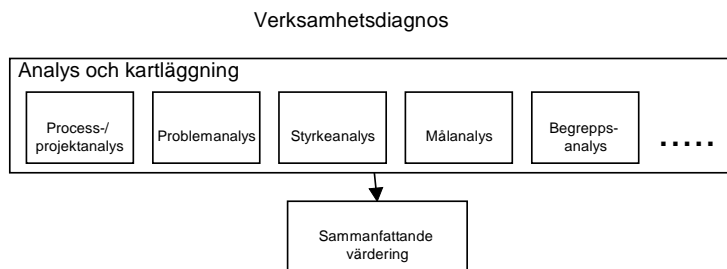 Verksamhetsdiagnos
Analys och kartläggning
Process-/
projektanalys
Problemanalys
Styrkeanalys
Målanalys
Begrepps-
analys
.....
Sammanfattande
värdering